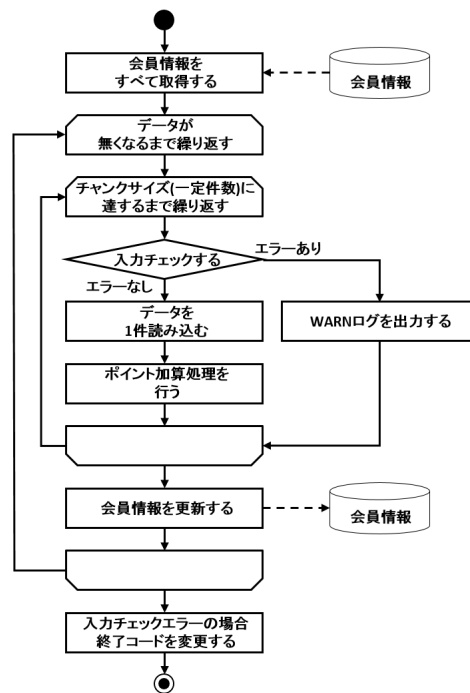 会員情報を
すべて取得する
会員情報
データが
無くなるまで繰り返す
チャンクサイズ(一定件数)に
達するまで繰り返す
入力チェックする
エラーあり
エラーなし
データを
1件読み込む
WARNログを出力する
ポイント加算処理を
行う
会員情報を更新する
会員情報
入力チェックエラーの場合
終了コードを変更する